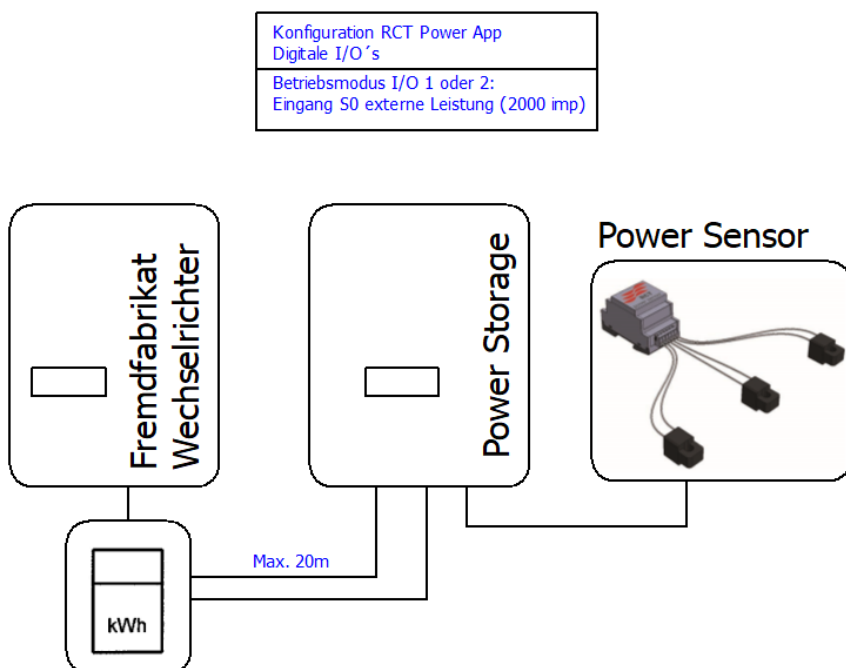 Konfiguration RCT Power App
Digitale I/O´s
Betriebsmodus I/O 1 oder 2:
Eingang S0 externe Leistung (2000 imp)
Fremdfabrikat
Wechselrichter
Power Storage
Power Sensor
Max. 20m
kWh